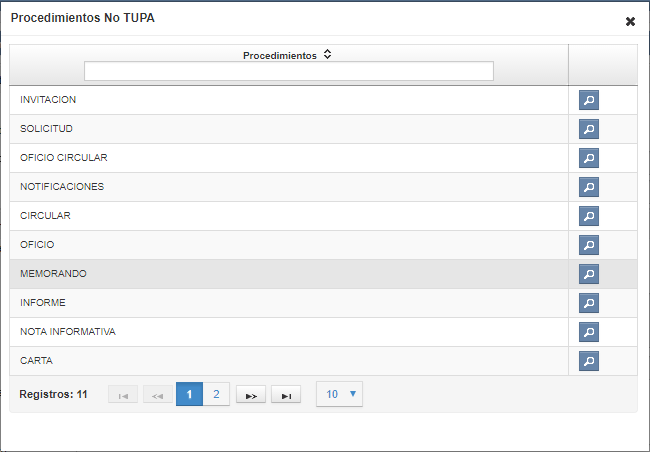 Procedimientos No TUPA
Procedimientos
INVITACION
SOLICITUD
OFICIO CIRCULAR
NOTIFICACIONES
CIRCULAR
OFICIO
MEMORANDO
INFORME
NOTA INFORMATIVA
CARTA
Registros: 11 1 2 10